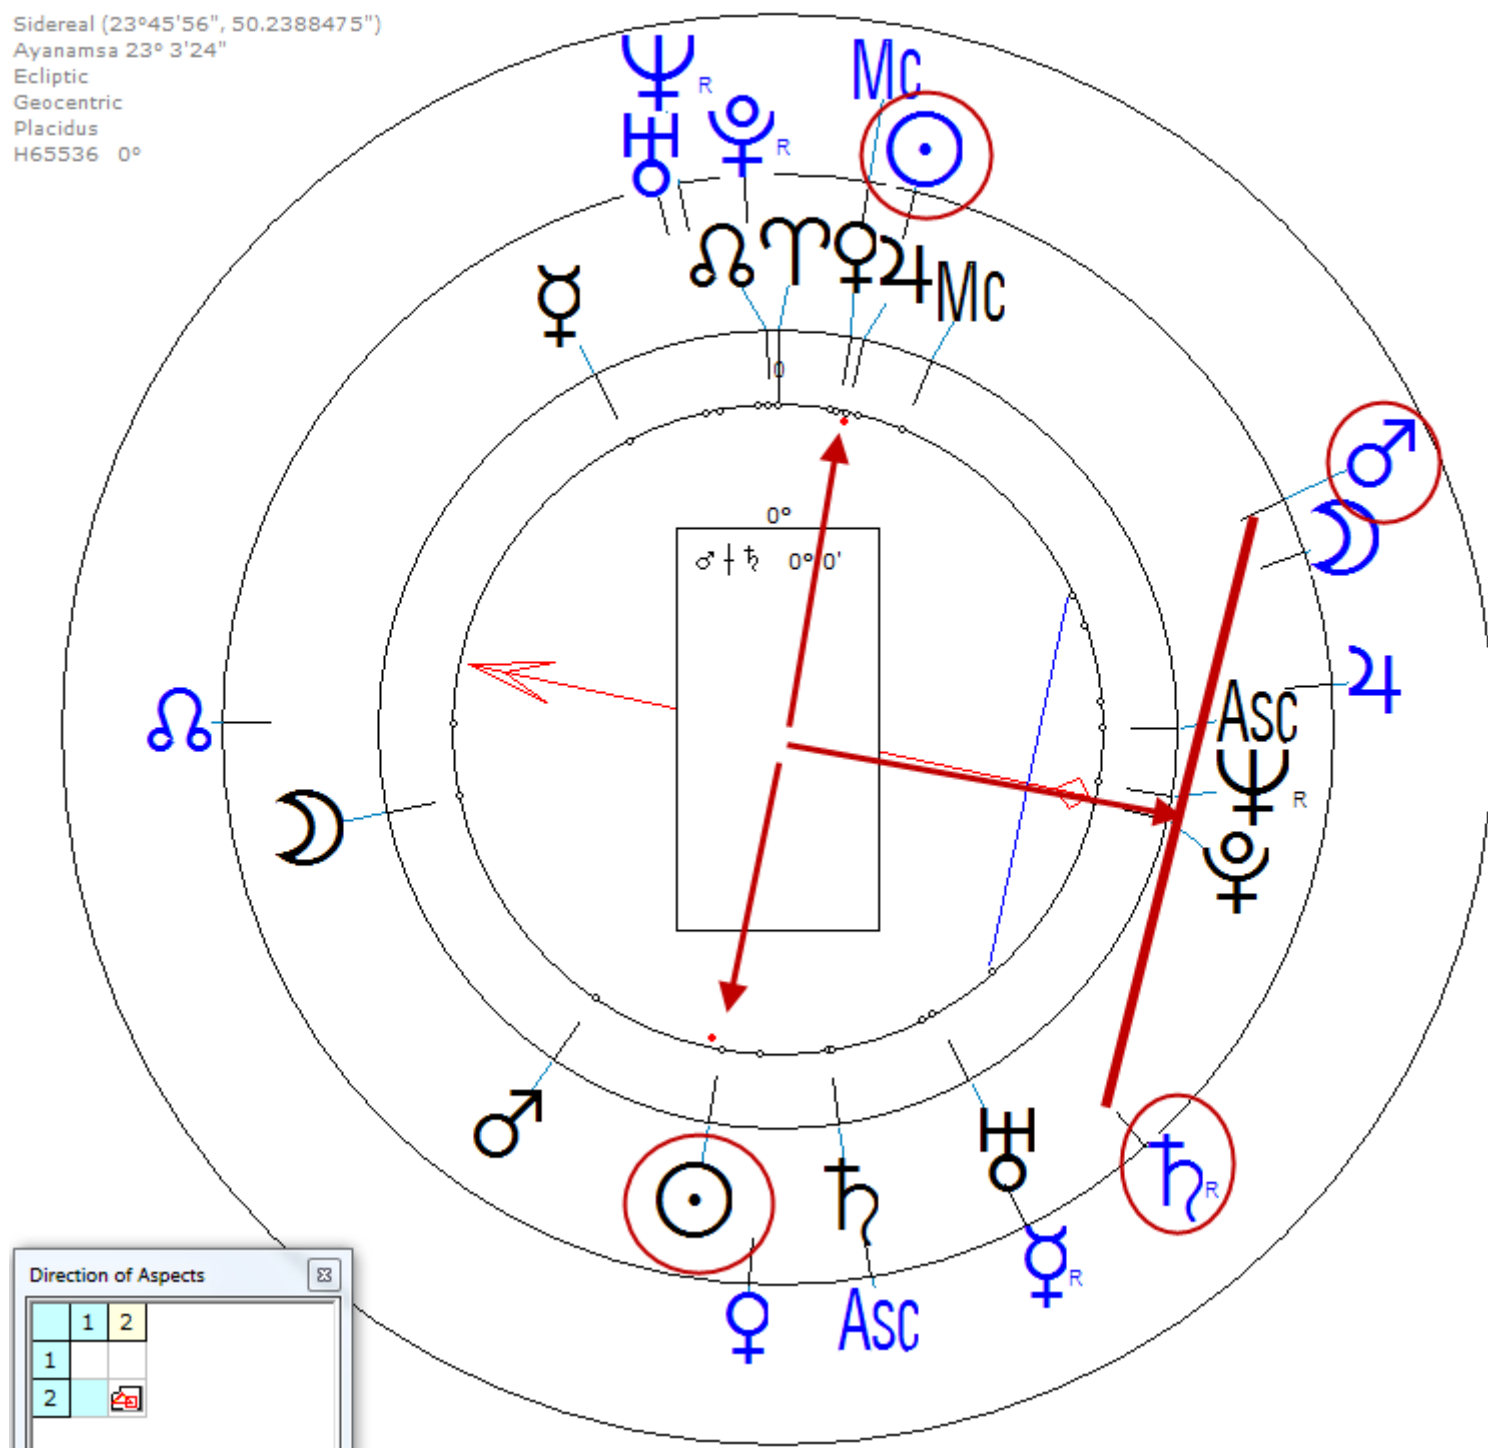 Sidereal (23°45'56", 50.2388475")
Ayanamsa 23° 3'24"
Ecliptic
Geocentric
Placidus
H65536 0°
Mc
♆ R
♅
♇ R
☉
☿
☊ ♈ ♀ ♃ Mc
0
♂
☽
0°
♂ ┼ ♄ 0° 0'
☊
♃
Asc
♆ R
☽
♇
♂
☉
♄
♅
♄ R
☿ R
♀
Asc
Direction of Aspects
1 2
1
2